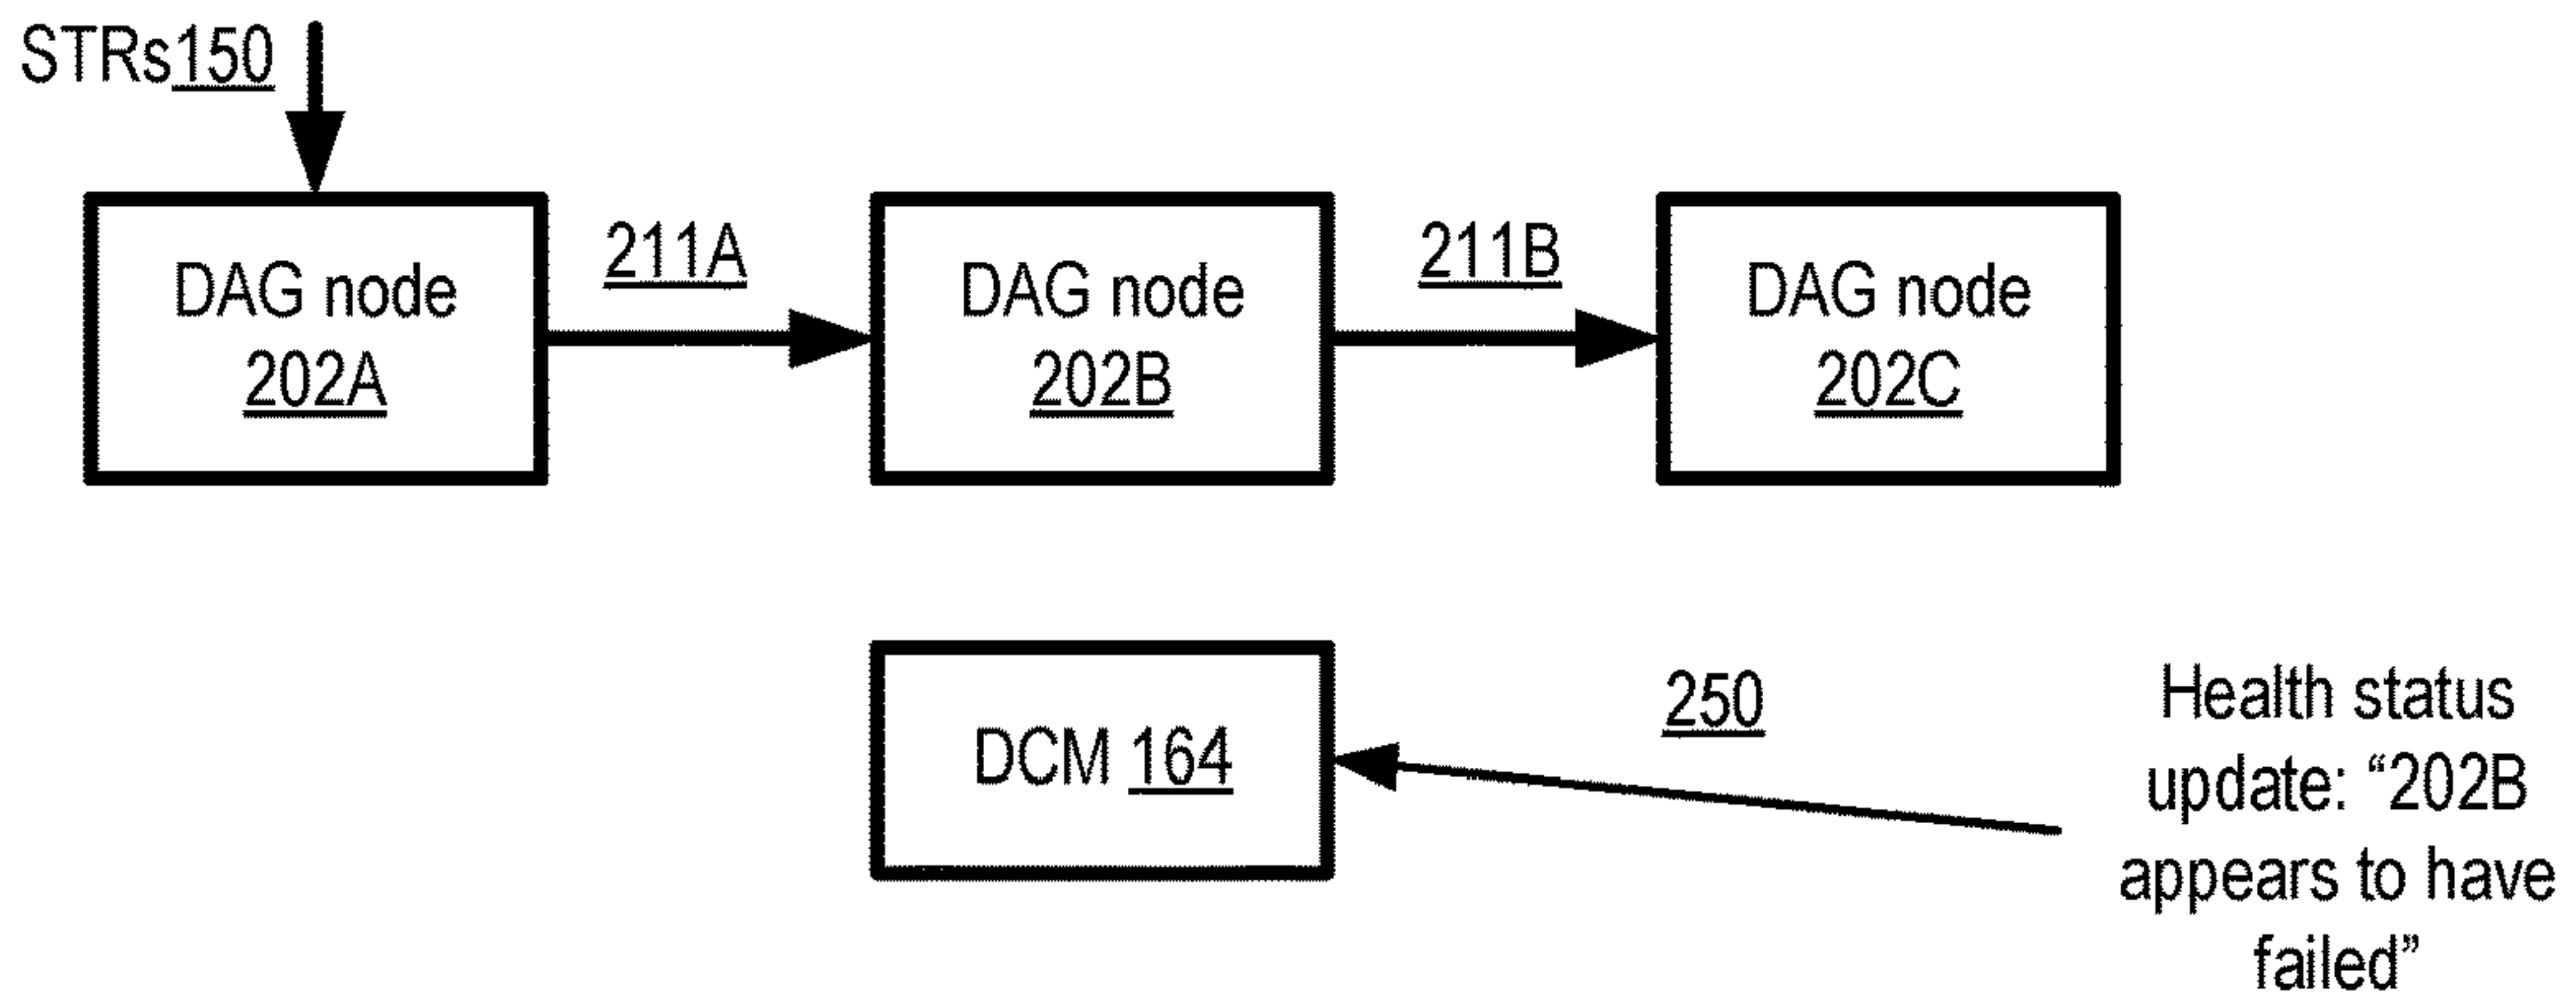 STRs150
DAG node
202A
211A
DAG node
202B
211B
DAG node
202C
DCM 164
250
Health status
update: “202B
appears to have
failed”